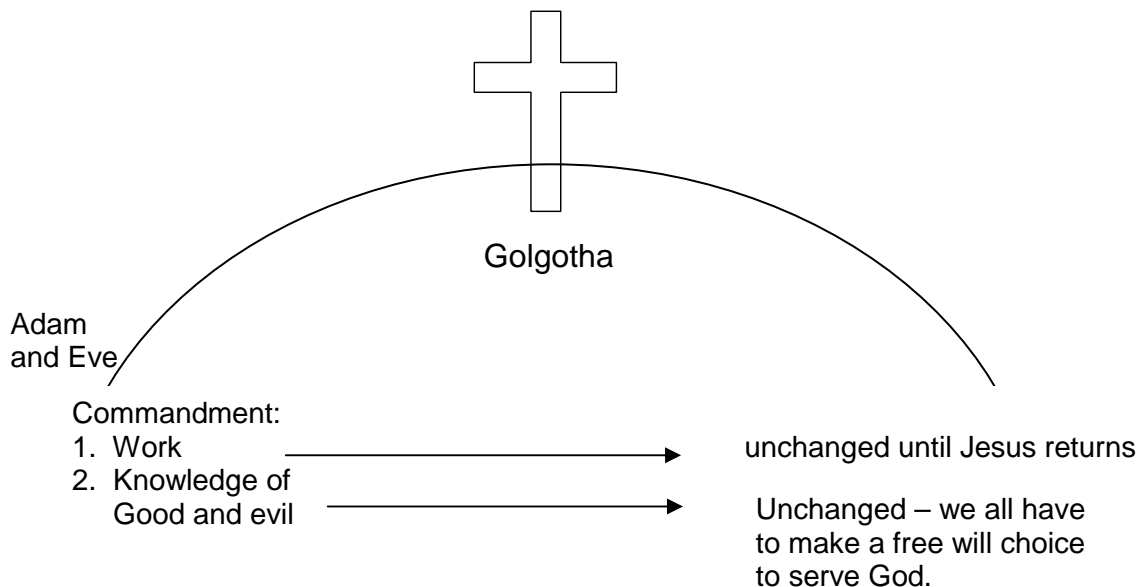 Golgotha
Adam
and Eve
Commandment:
1. Work
2. Knowledge of
Good and evil
unchanged until Jesus returns
Unchanged – we all have
to make a free will choice
to serve God.